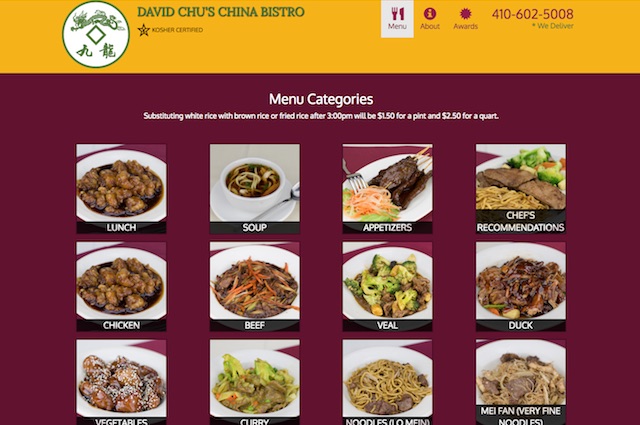 DAVID CHU'S CHINA BISTRO
KOSHER CERTIFIED
九 龍
Menu
About
Awards
410-602-5008
* We Deliver
Menu Categories
Substituting white rice with brown rice or fried rice after 3:00pm will be $1.50 for a pint and $2.50 for a quart.
LUNCH
SOUP
APPETIZERS
CHEF'S
RECOMMENDATIONS
CHICKEN
BEEF
VEAL
DUCK
VEGETABLES
CURRY
NOODLES (LO MEIN)
MEI FAN (VERY FINE
NOODLES)